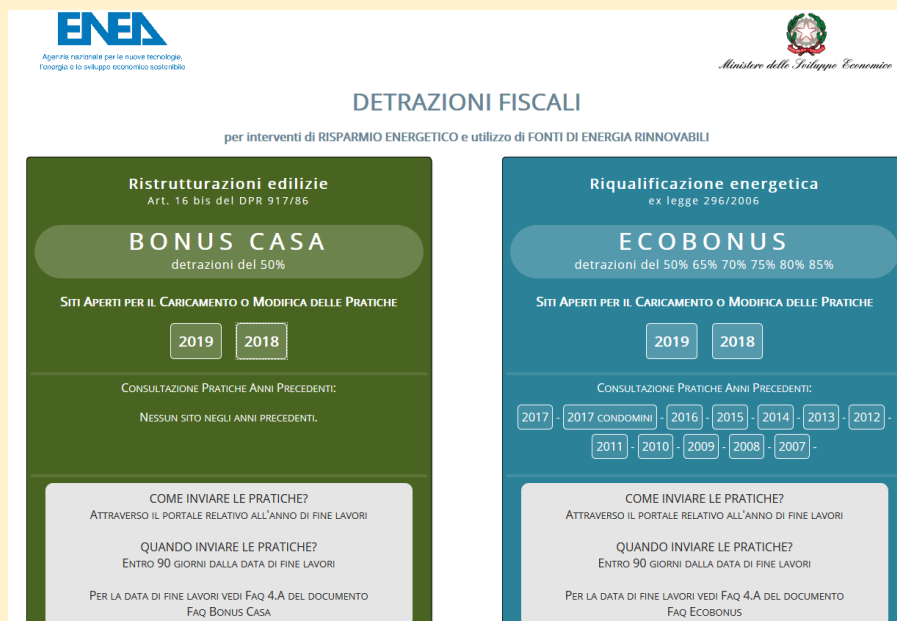 ENEA
Agenzia nazionale per le nuove tecnologie,
l'energia e lo sviluppo economico sostenibile
Ministero dello Sviluppo Economico
DETRAZIONI FISCALI
per interventi di RISPARMIO ENERGETICO e utilizzo di FONTI DI ENERGIA RINNOVABILI
Ristrutturazioni edilizie
Art. 16 bis del DPR 917/86
BONUS CASA
detrazioni del 50%
Siti Aperti per il Caricamento o Modifica delle Pratiche
2019 2018
Consultazione Pratiche Anni Precedenti:
Nessun sito negli anni precedenti.
COME INVIARE LE PRATICHE?
Attraverso il portale relativo all'anno di fine lavori
QUANDO INVIARE LE PRATICHE?
Entro 90 giorni dalla data di fine lavori
Per la data di fine lavori vedi Faq 4.A del documento
Faq Bonus Casa
Riqualificazione energetica
ex legge 296/2006
ECOBONUS
detrazioni del 50% 65% 70% 75% 80% 85%
Siti Aperti per il Caricamento o Modifica delle Pratiche
2019 2018
Consultazione Pratiche Anni Precedenti:
2017 - 2017 condomini - 2016 - 2015 - 2014 - 2013 - 2012 -
2011 - 2010 - 2009 - 2008 - 2007 -
COME INVIARE LE PRATICHE?
Attraverso il portale relativo all'anno di fine lavori
QUANDO INVIARE LE PRATICHE?
Entro 90 giorni dalla data di fine lavori
Per la data di fine lavori vedi Faq 4.A del documento
Faq Ecobonus